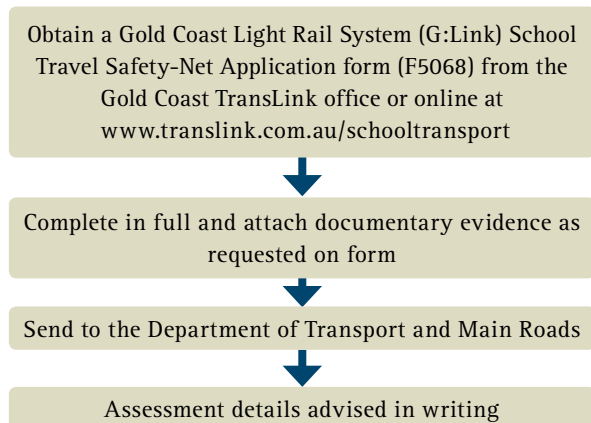 Obtain a Gold Coast Light Rail System (G:Link) School
Travel Safety-Net Application form (F5068) from the
Gold Coast TransLink office or online at
www.translink.com.au/schooltransport
Complete in full and attach documentary evidence as
requested on form
Send to the Department of Transport and Main Roads
Assessment details advised in writing